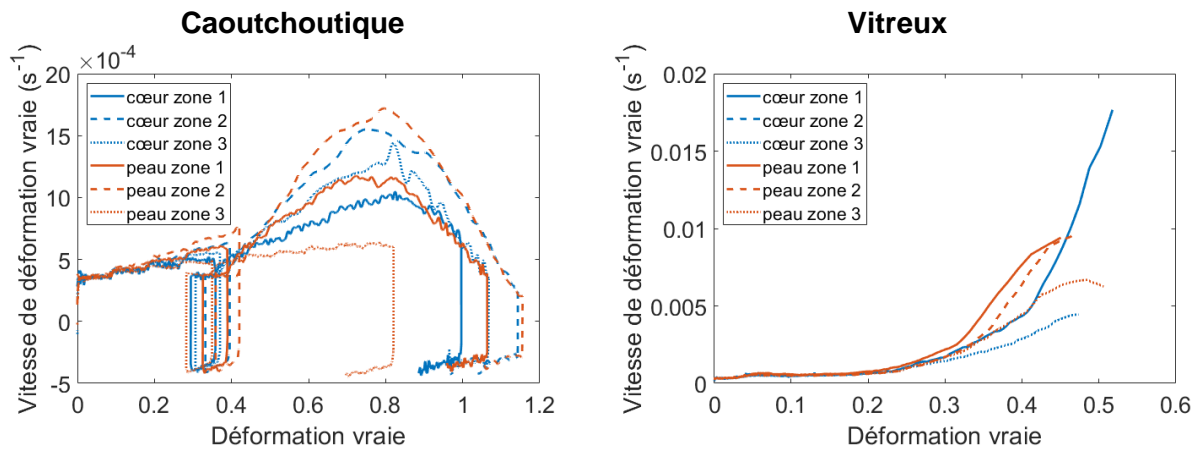 Caoutchoutique
×10⁻⁴
Vitesse de déformation vraie (s⁻¹)
20
15
10
5
0
-5
cœur zone 1
cœur zone 2
cœur zone 3
peau zone 1
peau zone 2
peau zone 3
0
0.2
0.4
0.6
0.8
1
1.2
Déformation vraie
Vitreux
Vitesse de déformation vraie (s⁻¹)
0.02
0.015
0.01
0.005
0
cœur zone 1
cœur zone 2
cœur zone 3
peau zone 1
peau zone 2
peau zone 3
0
0.1
0.2
0.3
0.4
0.5
0.6
Déformation vraie